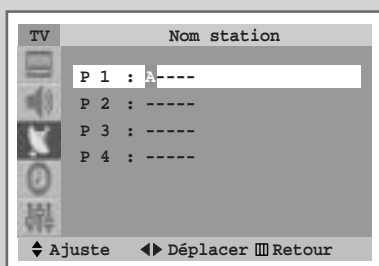 TV Nom station
P 1 : A----
P 2 : -----
P 3 : -----
P 4 : -----
Ajuste Déplacer Retour